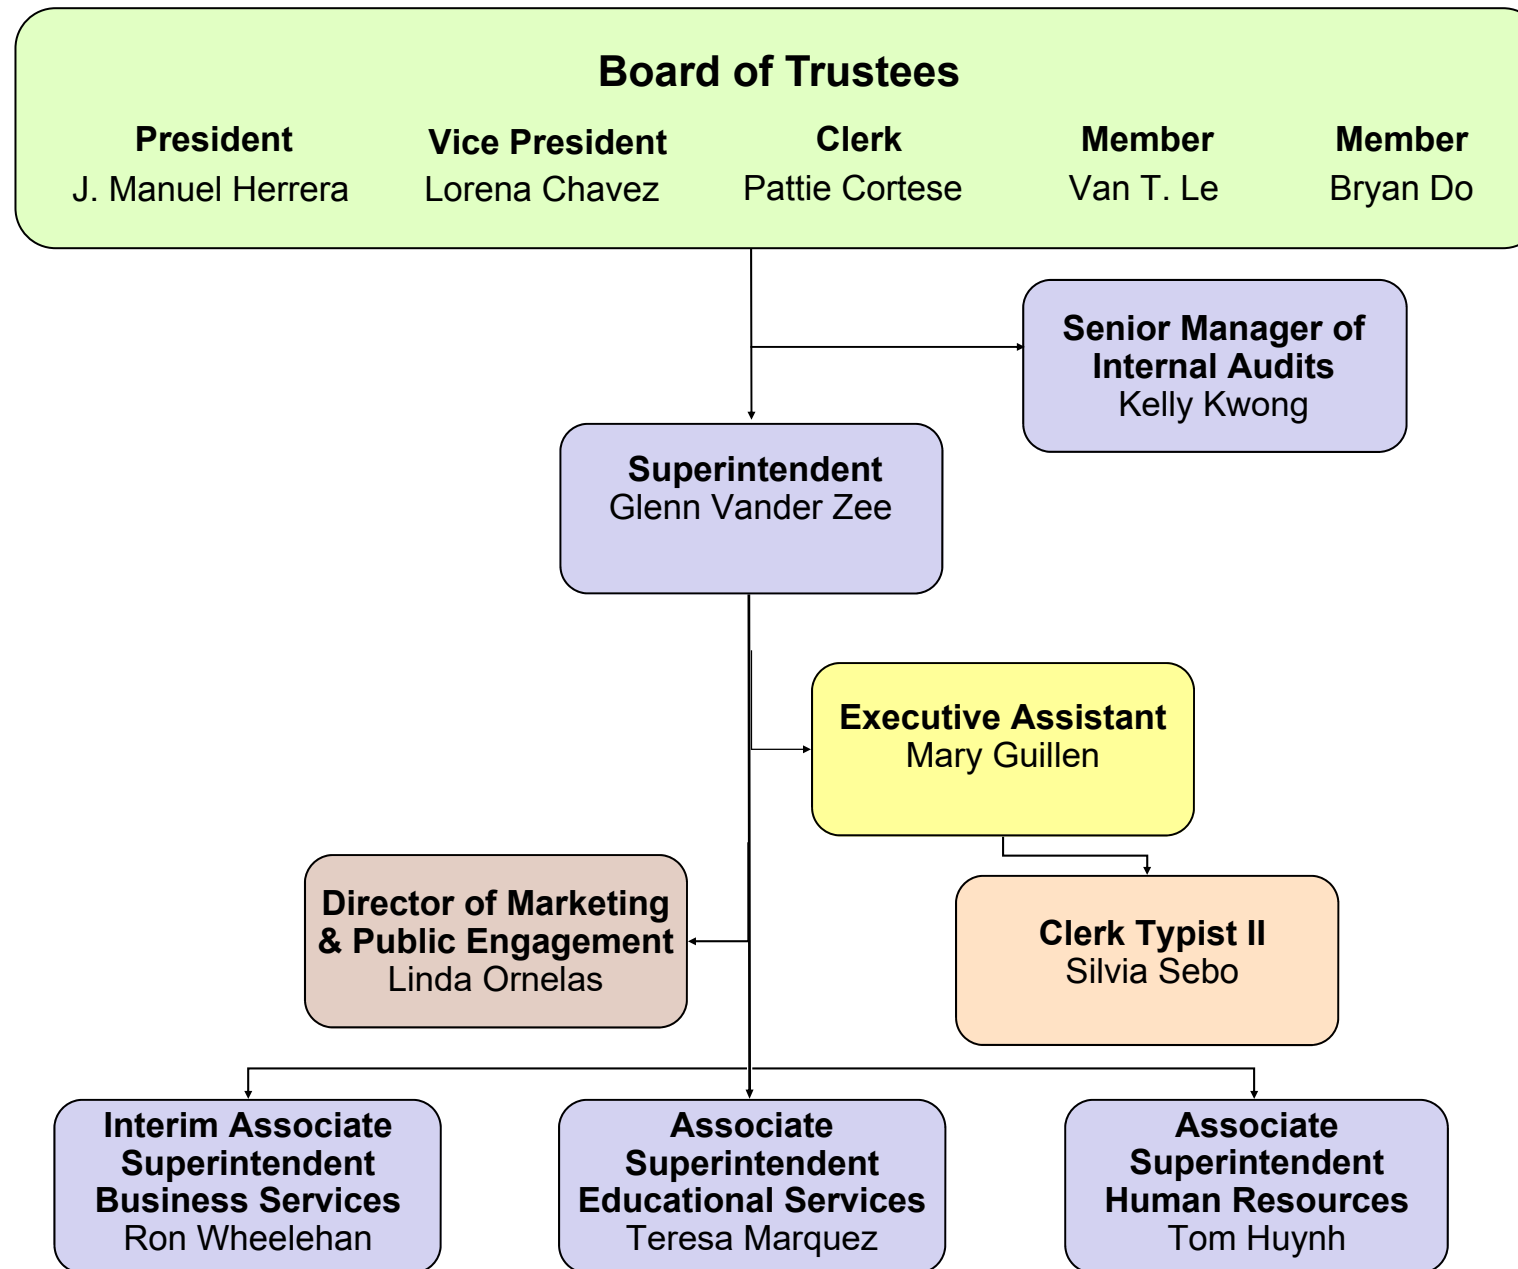 Board of Trustees
President
J. Manuel Herrera
Vice President
Lorena Chavez
Clerk
Pattie Cortese
Member
Van T. Le
Member
Bryan Do
Senior Manager of
Internal Audits
Kelly Kwong
Superintendent
Glenn Vander Zee
Executive Assistant
Mary Guillen
Director of Marketing
& Public Engagement
Linda Ornelas
Clerk Typist II
Silvia Sebo
Interim Associate
Superintendent
Business Services
Ron Wheelehan
Associate
Superintendent
Educational Services
Teresa Marquez
Associate
Superintendent
Human Resources
Tom Huynh